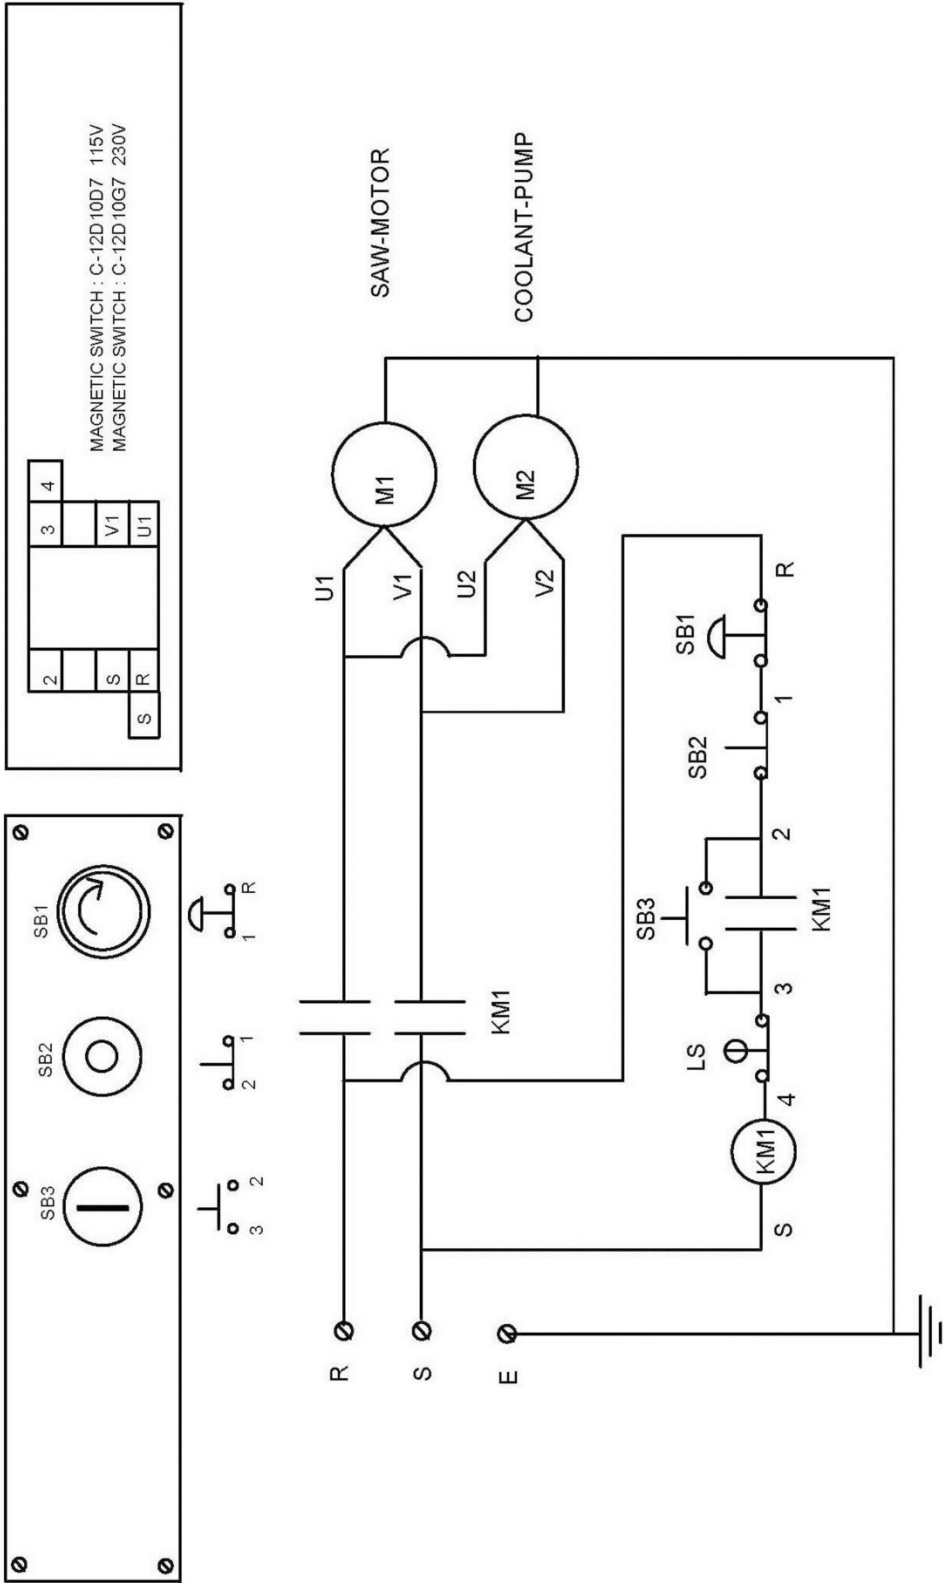 SB3
SB2
SB1
3
2
2
1
1
R
S
2
S
R
3
V1
U1
4
MAGNETIC SWITCH : C-12D10D7 115V
MAGNETIC SWITCH : C-12D10G7 230V
R
S
E
KM1
U1
V1
U2
V2
M1
M2
SAW-MOTOR
COOLANT-PUMP
S
KM1
4
LS
3
SB3
KM1
2
SB2
1
SB1
R